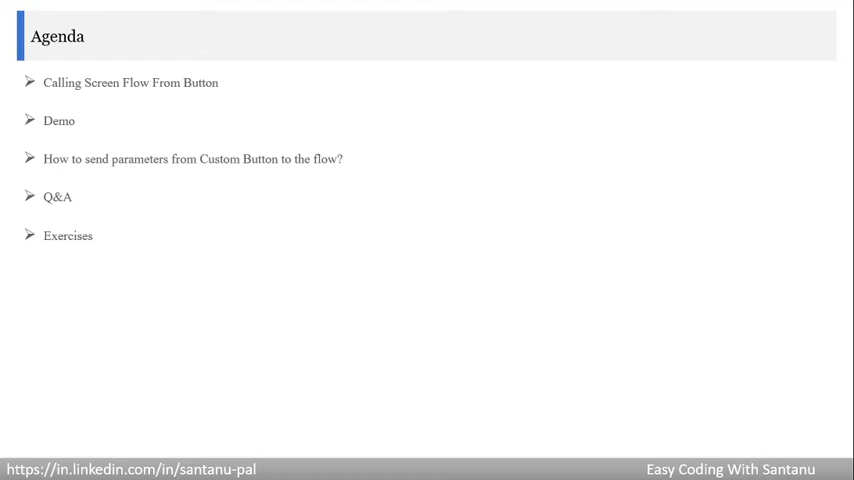 Agenda
Calling Screen Flow From Button
Demo
How to send parameters from Custom Button to the flow?
Q&A
Exercises
https://in.linkedin.com/in/santanu-pal
Easy Coding With Santanu